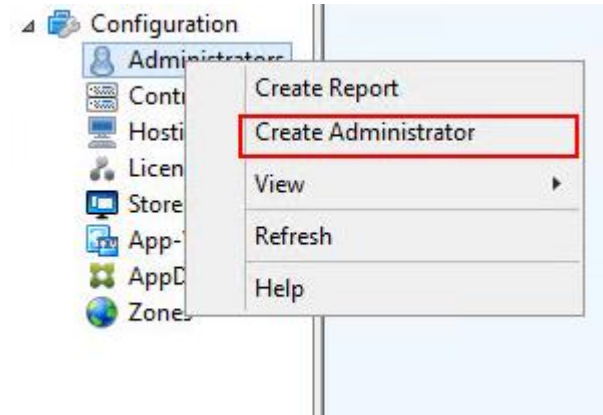 Configuration
Administrators
Create Report
Create Administrator
View
Refresh
Help
Zones